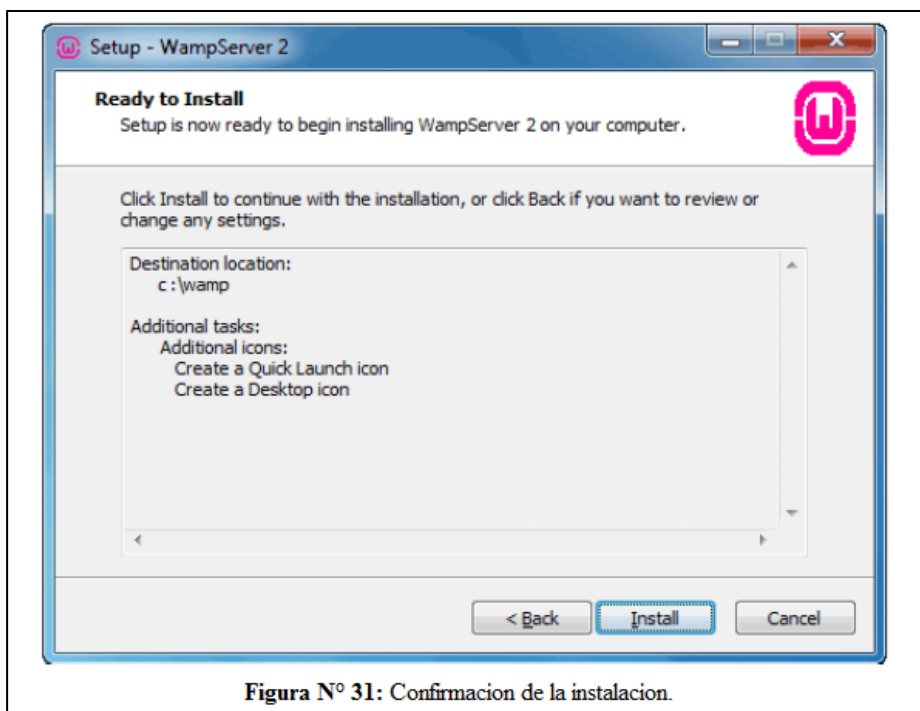 Setup - WampServer 2
Ready to Install
Setup is now ready to begin installing WampServer 2 on your computer.
Click Install to continue with the installation, or click Back if you want to review or
change any settings.
Destination location:
c:\wamp
Additional tasks:
Additional icons:
Create a Quick Launch icon
Create a Desktop icon
< Back
Install
Cancel
Figura N° 31: Confirmacion de la instalacion.